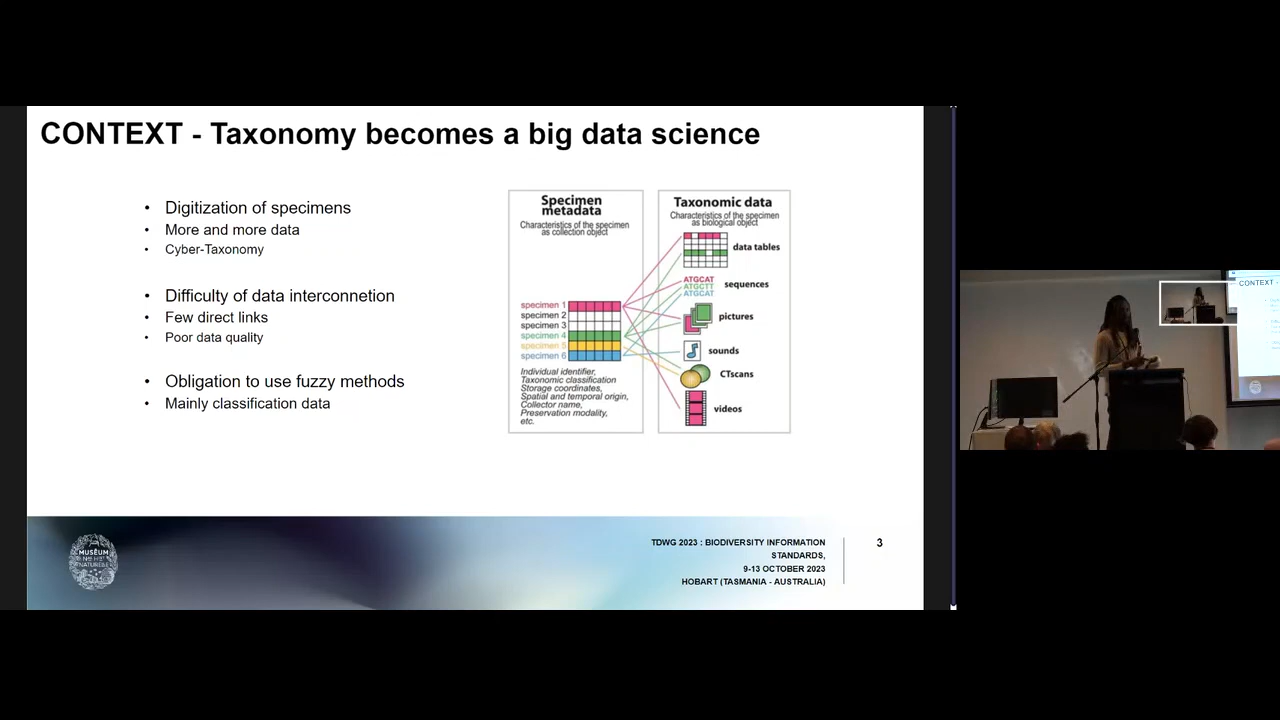 CONTEXT - Taxonomy becomes a big data science
• Digitization of specimens
• More and more data
• Cyber-Taxonomy
• Difficulty of data interconnetion
• Few direct links
• Poor data quality
• Obligation to use fuzzy methods
• Mainly classification data
Specimen
metadata
Characteristics of the specimen
as collection object
specimen 1
specimen 2
specimen 3
specimen 4
specimen 5
specimen 6
Individual identifier,
Taxonomic classification
Storage coordinates,
Spatial and temporal origin,
Collector name,
Preservation modality,
etc.
Taxonomic data
Characteristics of the specimen
as biological object
data tables
ATGCAT
ATGCTT
ATGCAT
sequences
pictures
sounds
CTscans
videos
MUSÉUM
NAT HIST
NATURELLE
TDWG 2023 : BIODIVERSITY INFORMATION
STANDARDS,
9-13 OCTOBER 2023
HOBART (TASMANIA - AUSTRALIA)
3
CONTEXT -